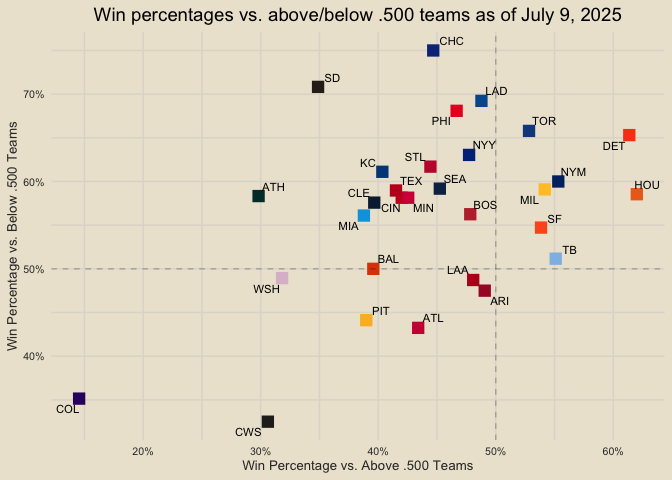 Win percentages vs. above/below .500 teams as of July 9, 2025
Win Percentage vs. Below .500 Teams
70%
60%
50%
40%
CHC
SD
LAD
PHI
TOR
DET
NYY
STL
KC
TEX
SEA
NYM
HOU
ATH
CLE
CIN
MIN
MIL
MIA
BOS
SF
TB
BAL
LAA
WSH
ARI
PIT
ATL
COL
CWS
20%
30%
40%
50%
60%
Win Percentage vs. Above .500 Teams